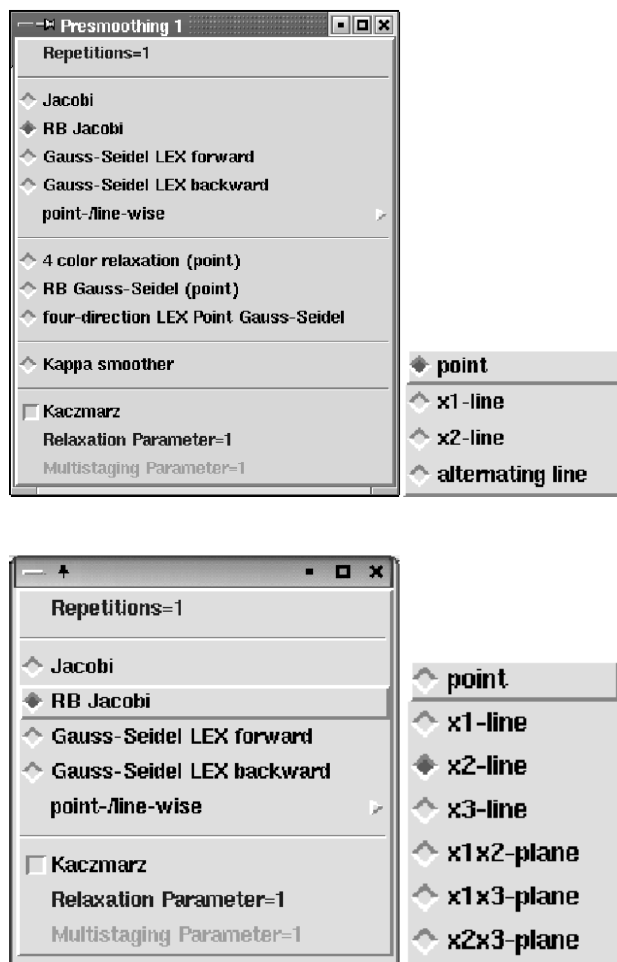 Presmoothing 1
Repetitions=1
Jacobi
RB Jacobi
Gauss-Seidel LEX forward
Gauss-Seidel LEX backward
point-/line-wise
4 color relaxation (point)
RB Gauss-Seidel (point)
four-direction LEX Point Gauss-Seidel
Kappa smoother
Kaczmarz
Relaxation Parameter=1
Multistaging Parameter=1
point
x1-line
x2-line
alternating line
Repetitions=1
Jacobi
RB Jacobi
Gauss-Seidel LEX forward
Gauss-Seidel LEX backward
point-/line-wise
Kaczmarz
Relaxation Parameter=1
Multistaging Parameter=1
point
x1-line
x2-line
x3-line
x1x2-plane
x1x3-plane
x2x3-plane